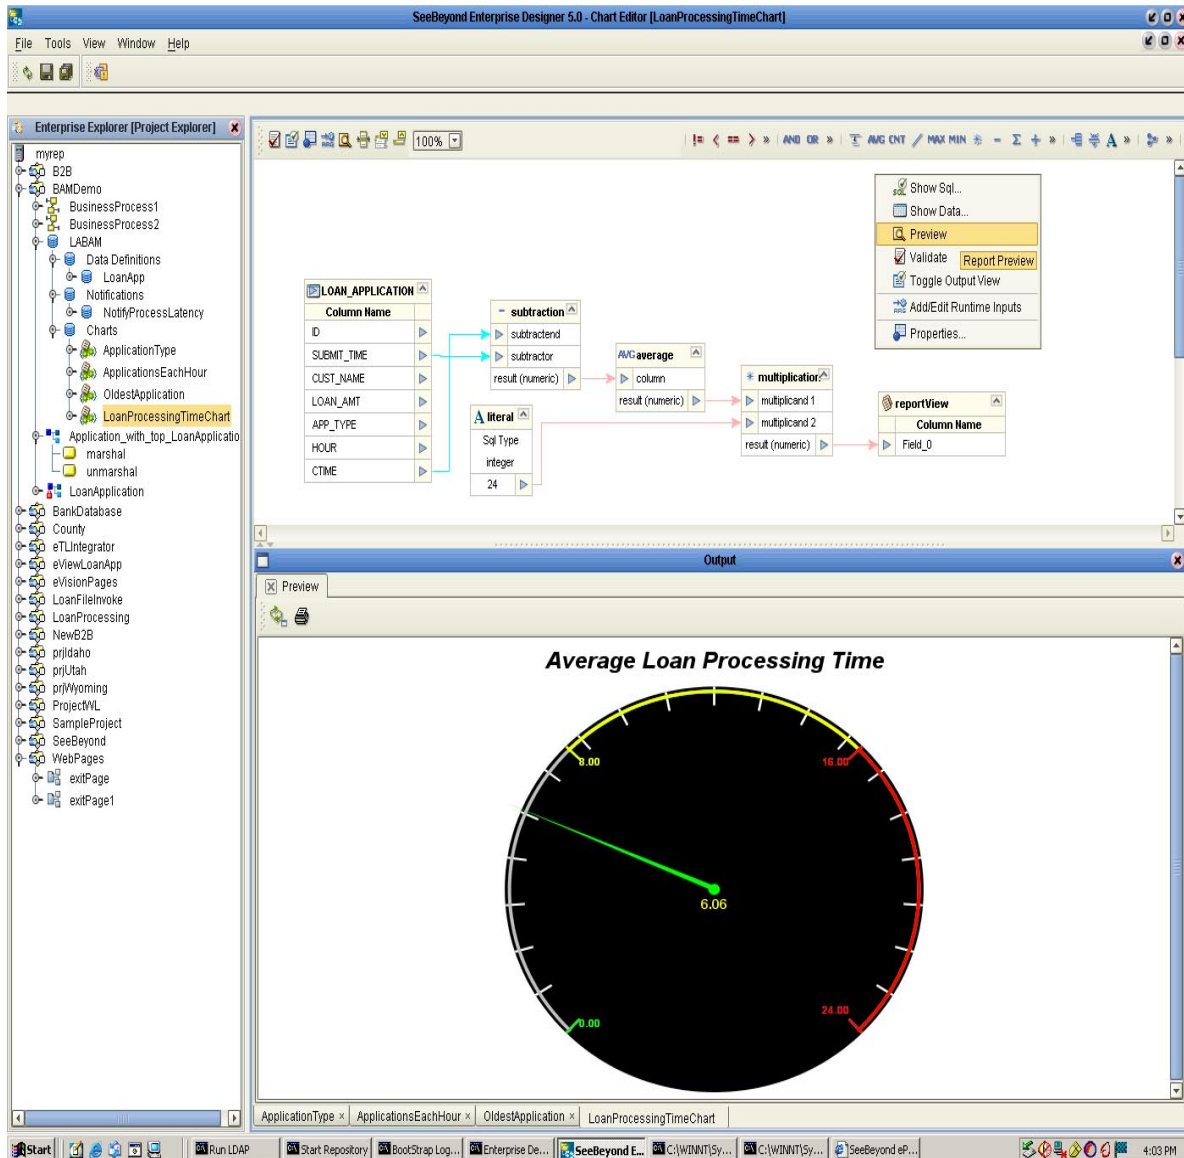 SeeBeyond Enterprise Designer 5.0 - Chart Editor [LoanProcessingTimeChart]
File Tools View Window Help
Enterprise Explorer [Project Explorer]
myrep
B2B
BAMDemo
BusinessProcess1
BusinessProcess2
LABAM
Data Definitions
LoanApp
Notifications
NotifyProcessLatency
Charts
ApplicationType
ApplicationsEachHour
OldestApplication
LoanProcessingTimeChart
Application_with_top_LoanApplicatio
marshal
unmarshal
LoanApplication
BankDatabase
County
eTLIntegrator
eViewLoanApp
eVisionPages
LoanFileInvoke
LoanProcessing
NewB2B
prjIdaho
prjUtah
prjWyoming
ProjectWL
SampleProject
SeeBeyond
WebPages
exitPage
exitPage1
100%
!= < == > » AND OR » AVG CNT / MAX MIN * - Σ + » A » »
Show Sql...
Show Data...
Preview
Validate
Report Preview
Toggle Output View
Add/Edit Runtime Inputs
Properties...
LOAN_APPLICATION
Column Name
ID
SUBMIT_TIME
CUST_NAME
LOAN_AMT
APP_TYPE
HOUR
CTIME
- subtraction
subtractend
subtractor
result (numeric)
A literal
Sql Type
integer
24
AVG average
column
result (numeric)
* multiplication
multiplicand 1
multiplicand 2
result (numeric)
reportView
Column Name
Field_0
Output
Preview
Average Loan Processing Time
8.00
16.00
6.06
24.00
0.00
ApplicationType × ApplicationsEachHour × OldestApplication × LoanProcessingTimeChart
Start Run LDAP Start Repository BootStrap Log... Enterprise De... SeeBeyond E... C:\WINNT\Sy... C:\WINNT\Sy... SeeBeyond eP... 4:03 PM